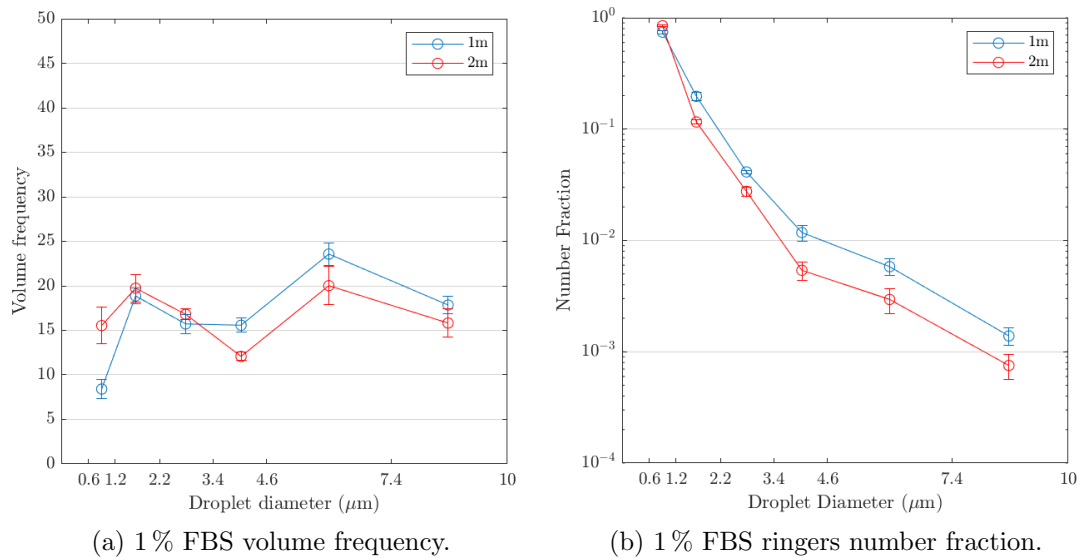 50
45
40
35
30
25
20
15
10
5
0
Volume frequency
1m
2m
0.6 1.2 2.2 3.4 4.6 7.4 10
Droplet diameter (μm)
(a) 1 % FBS volume frequency.
10⁰
10⁻¹
10⁻²
10⁻³
10⁻⁴
Number Fraction
1m
2m
0.6 1.2 2.2 3.4 4.6 7.4 10
Droplet Diameter (μm)
(b) 1 % FBS ringers number fraction.